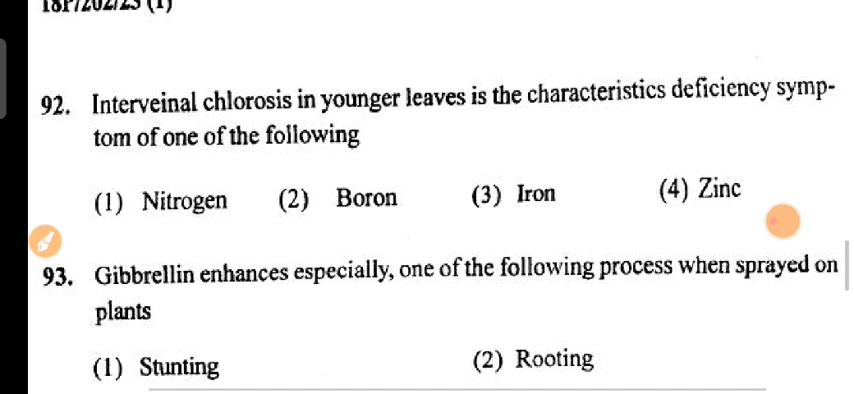 92. Interveinal chlorosis in younger leaves is the characteristics deficiency symp-
tom of one of the following
(1) Nitrogen (2) Boron (3) Iron (4) Zinc
93. Gibbrellin enhances especially, one of the following process when sprayed on
plants
(1) Stunting (2) Rooting